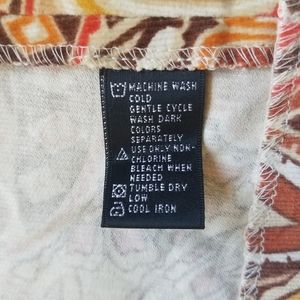 MACHINE WASH
COLD
GENTLE CYCLE
WASH DARK
COLORS
SEPARATELY
USE ONLY NON-
CHLORINE
BLEACH WHEN
NEEDED
TUMBLE DRY
LOW
COOL IRON